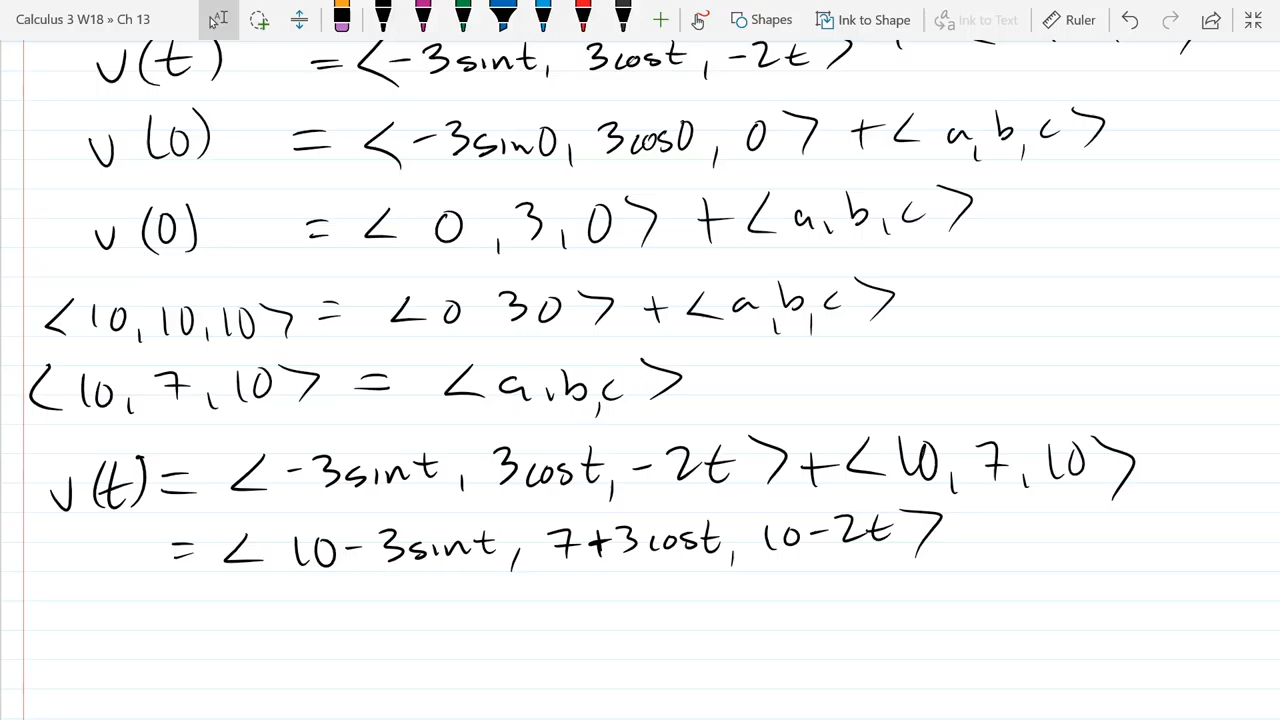 Calculus 3 W18 » Ch 13
Shapes
Ink to Shape
Ink to Text
Ruler
v(t) = <-3sint, 3cost, -2t>
v(0) = <-3sin0, 3cos0, 0> + <a, b, c>
v(0) = <0, 3, 0> + <a, b, c>
<10, 10, 10> = <0 3 0> + <a, b, c>
<10, 7, 10> = <a, b, c>
v(t) = <-3sint, 3cost, -2t> + <10, 7, 10>
= <10-3sint, 7+3cost, 10-2t>